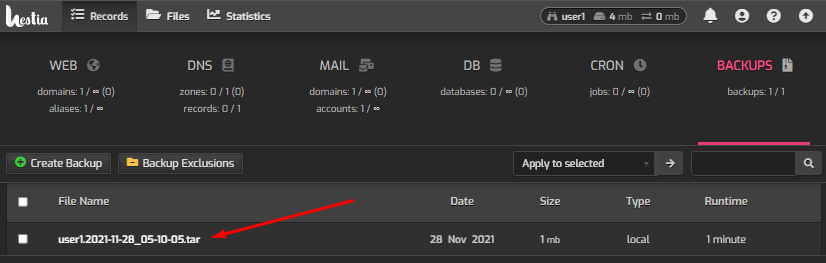 hestia Records Files Statistics user1 4 mb 0 mb
WEB DNS MAIL DB CRON BACKUPS
domains: 1 / ∞ (0) zones: 0 / 1 (0) domains: 1 / ∞ (0) databases: 0 / ∞ (0) jobs: 0 / ∞ (0) backups: 1 / 1
aliases: 1 / ∞ records: 0 / 1 accounts: 1 / ∞
Create Backup Backup Exclusions Apply to selected
File Name Date Size Type Runtime
user1.2021-11-28_05-10-05.tar 28 Nov 2021 1 mb local 1 minute